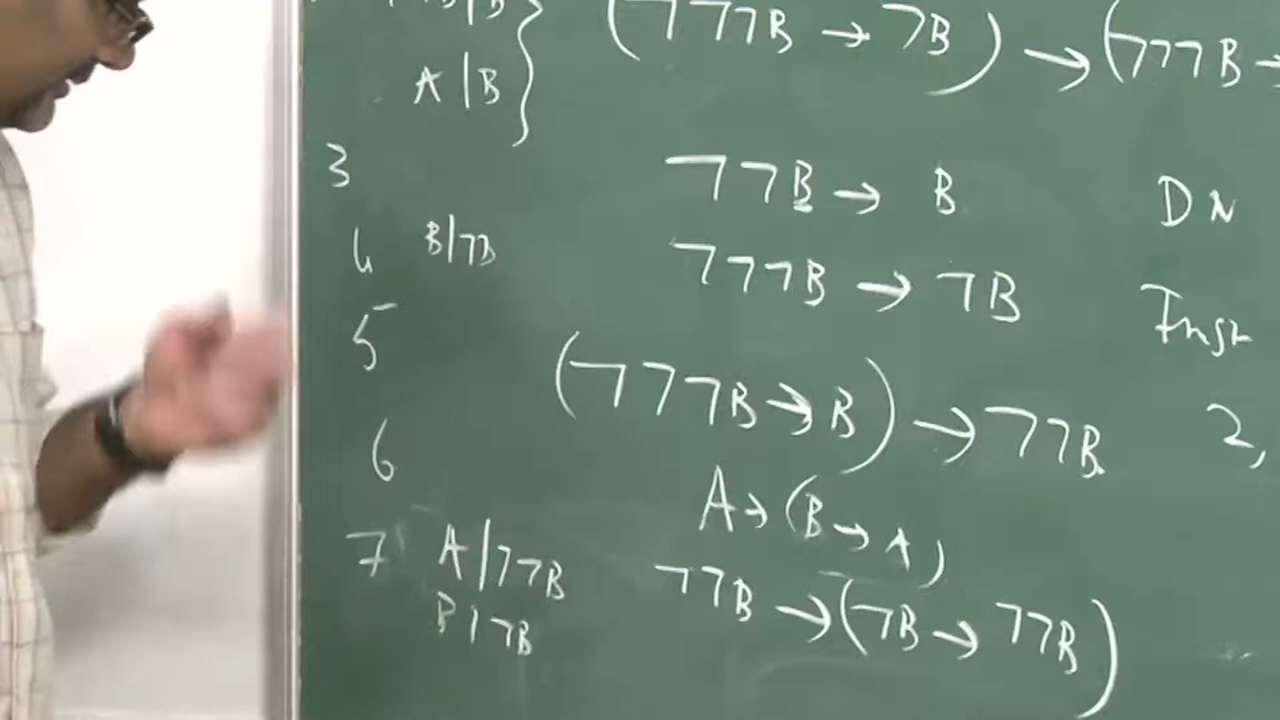 (¬¬¬B → ¬B) → (¬¬¬B →
A|B }
3 ¬¬B → B DN
4 B|¬B ¬¬¬B → ¬B Inst
5 (¬¬¬B → B) → ¬¬B 2,
6 A → (B → A)
7 A|¬¬B ¬¬B → (¬B → ¬¬B)
B|¬B